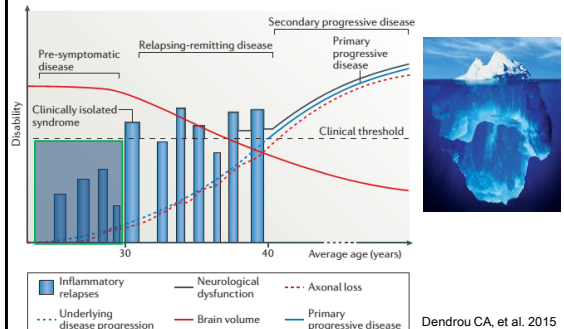 Secondary progressive disease
Pre-symptomatic
disease
Relapsing-remitting disease
Primary
progressive
disease
Clinically isolated
syndrome
Disability
Clinical threshold
30
40
Average age (years)
Inflammatory
relapses
Neurological
dysfunction
Axonal loss
Underlying
disease progression
Brain volume
Primary
progressive disease
Dendrou CA, et al. 2015